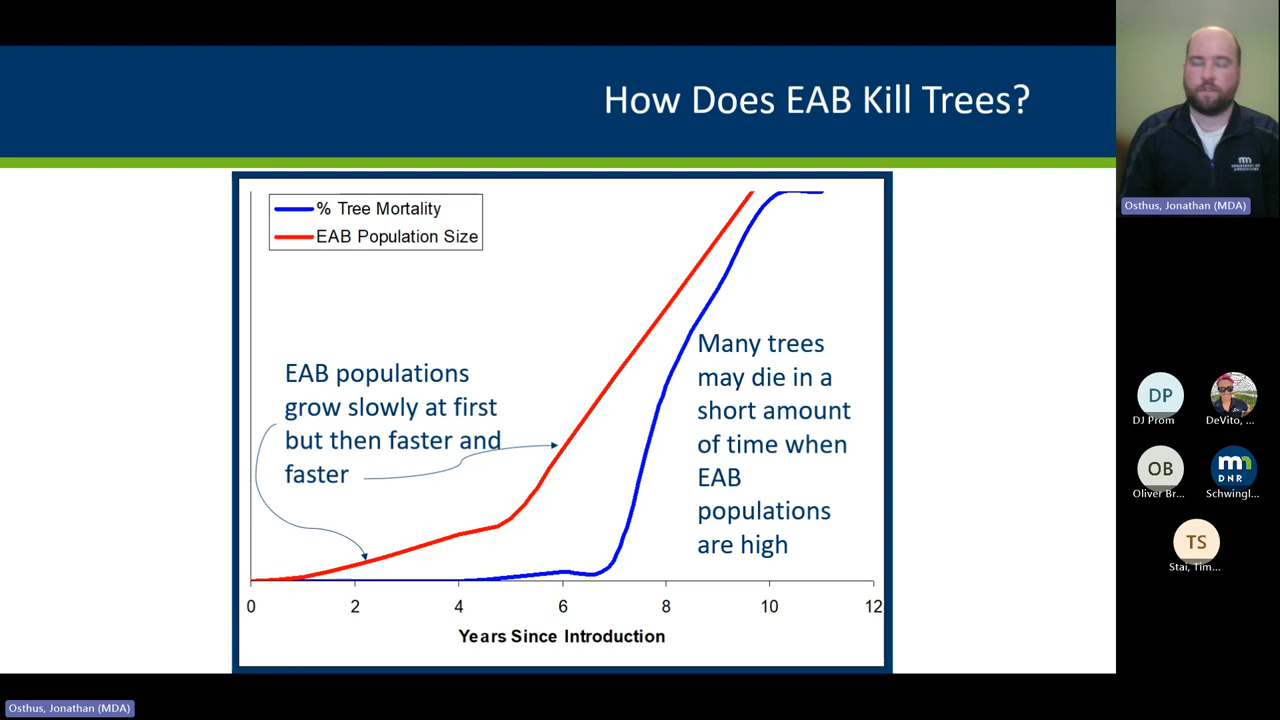 How Does EAB Kill Trees?
% Tree Mortality
EAB Population Size
EAB populations
grow slowly at first
but then faster and
faster
Many trees
may die in a
short amount
of time when
EAB
populations
are high
0 2 4 6 8 10 12
Years Since Introduction
Osthus, Jonathan (MDA)
DP
DJ Prom
DeVito, ...
OB
Oliver Br...
mn
DNR
Schwingl...
TS
Stai, Tim...
Osthus, Jonathan (MDA)